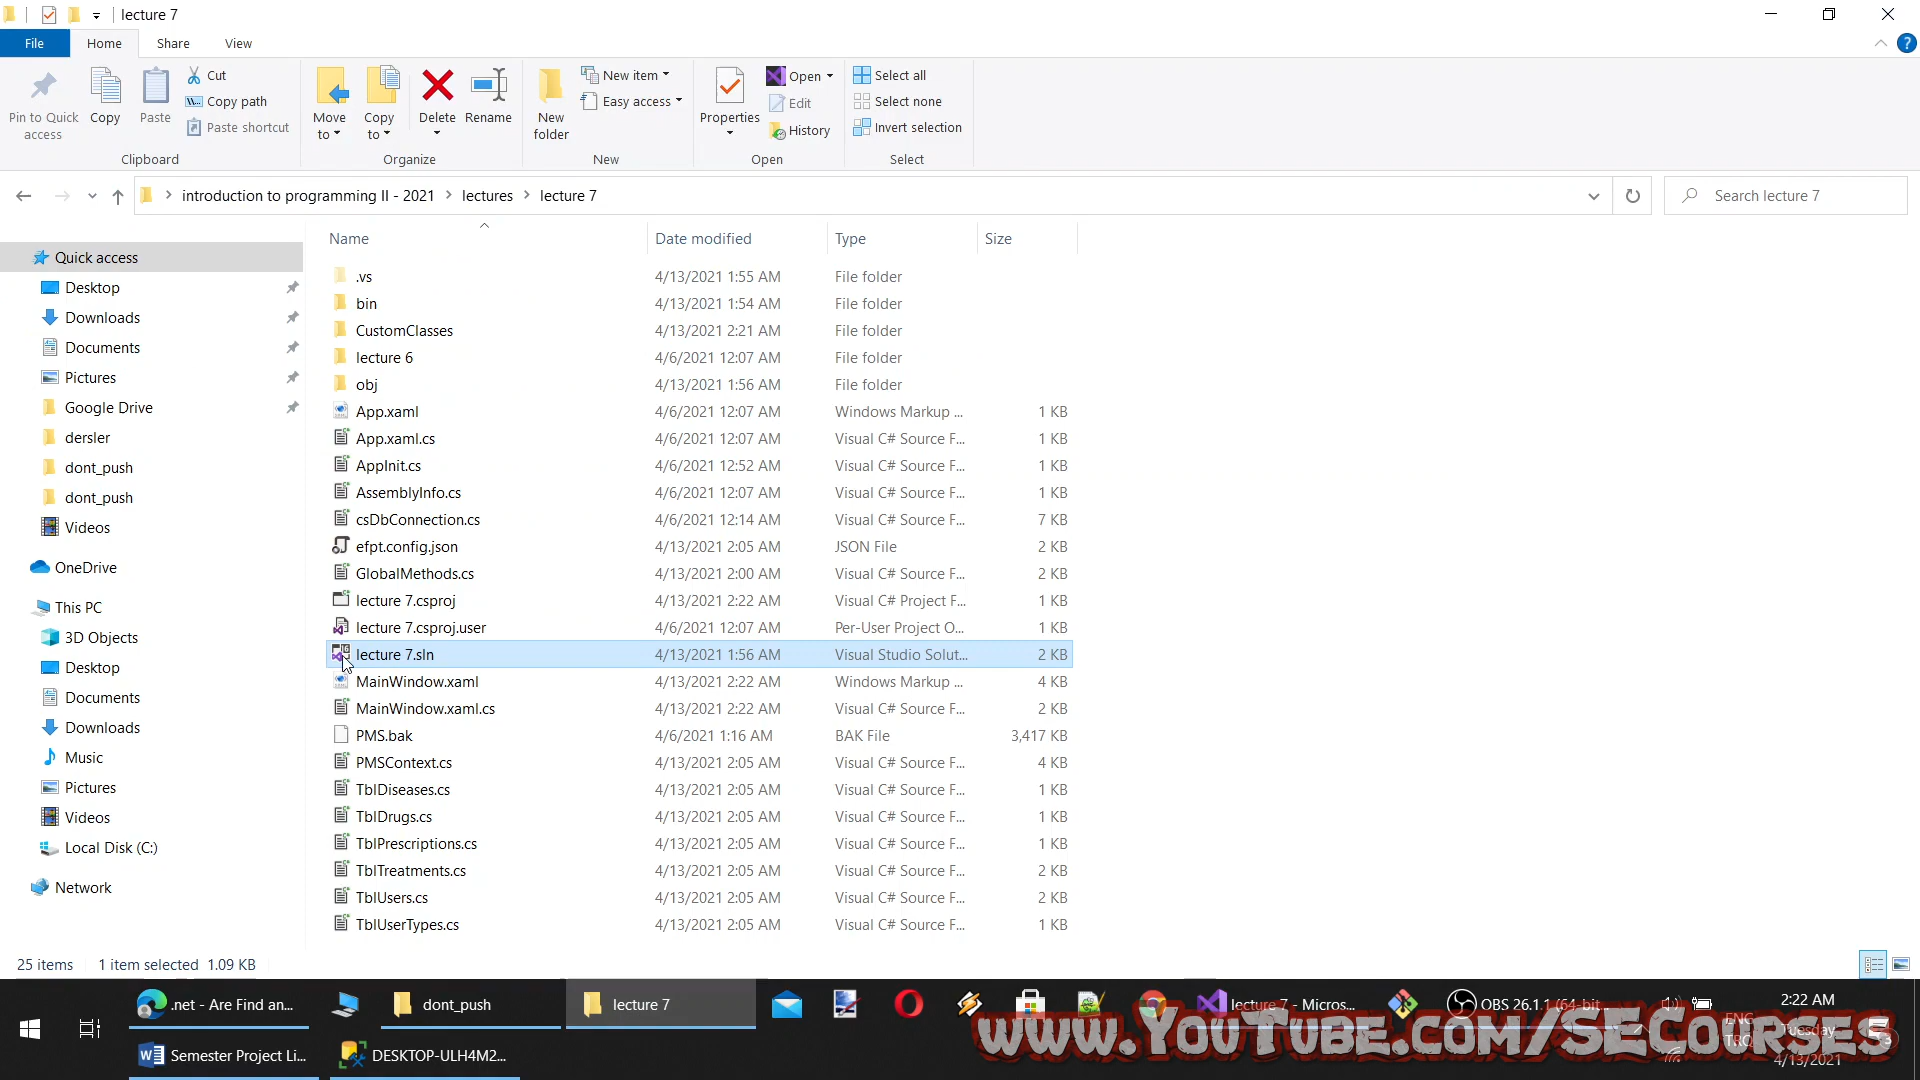 lecture 7
File Home Share View
Pin to Quick access
Copy
Paste
Cut
Copy path
Paste shortcut
Clipboard
Move to
Copy to
Delete
Rename
Organize
New folder
New item
Easy access
New
Properties
Open
Edit
History
Open
Select all
Select none
Invert selection
Select
introduction to programming II - 2021 > lectures > lecture 7
Search lecture 7
Quick access
Desktop
Downloads
Documents
Pictures
Google Drive
dersler
dont_push
dont_push
Videos
OneDrive
This PC
3D Objects
Desktop
Documents
Downloads
Music
Pictures
Videos
Local Disk (C:)
Network
Name Date modified Type Size
.vs 4/13/2021 1:55 AM File folder
bin 4/13/2021 1:54 AM File folder
CustomClasses 4/13/2021 2:21 AM File folder
lecture 6 4/6/2021 12:07 AM File folder
obj 4/13/2021 1:56 AM File folder
App.xaml 4/6/2021 12:07 AM Windows Markup ... 1 KB
App.xaml.cs 4/6/2021 12:07 AM Visual C# Source F... 1 KB
AppInit.cs 4/6/2021 12:52 AM Visual C# Source F... 1 KB
AssemblyInfo.cs 4/6/2021 12:07 AM Visual C# Source F... 1 KB
csDbConnection.cs 4/6/2021 12:14 AM Visual C# Source F... 7 KB
efpt.config.json 4/13/2021 2:05 AM JSON File 2 KB
GlobalMethods.cs 4/13/2021 2:00 AM Visual C# Source F... 2 KB
lecture 7.csproj 4/13/2021 2:22 AM Visual C# Project F... 1 KB
lecture 7.csproj.user 4/6/2021 12:07 AM Per-User Project O... 1 KB
lecture 7.sln 4/13/2021 1:56 AM Visual Studio Solut... 2 KB
MainWindow.xaml 4/13/2021 2:22 AM Windows Markup ... 4 KB
MainWindow.xaml.cs 4/13/2021 2:22 AM Visual C# Source F... 2 KB
PMS.bak 4/6/2021 1:16 AM BAK File 3,417 KB
PMSContext.cs 4/13/2021 2:05 AM Visual C# Source F... 4 KB
TblDiseases.cs 4/13/2021 2:05 AM Visual C# Source F... 1 KB
TblDrugs.cs 4/13/2021 2:05 AM Visual C# Source F... 1 KB
TblPrescriptions.cs 4/13/2021 2:05 AM Visual C# Source F... 1 KB
TblTreatments.cs 4/13/2021 2:05 AM Visual C# Source F... 2 KB
TblUsers.cs 4/13/2021 2:05 AM Visual C# Source F... 2 KB
TblUserTypes.cs 4/13/2021 2:05 AM Visual C# Source F... 1 KB
25 items 1 item selected 1.09 KB
.net - Are Find an... dont_push lecture 7 lecture 7 - Micros... OBS 26.1.1 (64-bit... 2:22 AM
ENG Tuesday
Semester Project Li... DESKTOP-ULH4M2... 4/13/2021
www.YouTube.com/SECourses